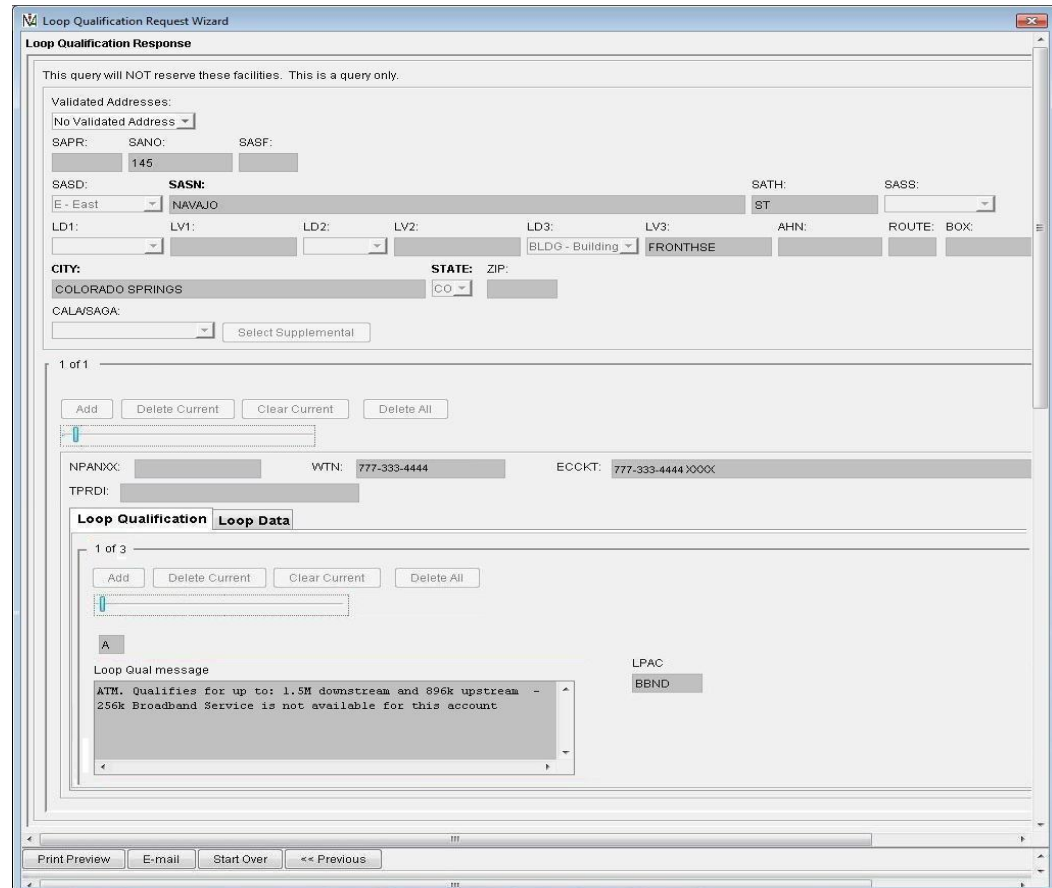 Loop Qualification Request Wizard
Loop Qualification Response
This query will NOT reserve these facilities. This is a query only.
Validated Addresses:
No Validated Address
SAPR: SANO: SASF:
145
SASD: SASN: SATH: SASS:
E - East NAVAJO ST
LD1: LV1: LD2: LV2: LD3: LV3: AHN: ROUTE: BOX:
BLDG - Building FRONTHSE
CITY: STATE: ZIP:
COLORADO SPRINGS CO
CALA/SAGA:
Select Supplemental
1 of 1
Add Delete Current Clear Current Delete All
NPANXX: WTN: 777-333-4444 ECCKT: 777-333-4444 XXXX
TPRDI:
Loop Qualification Loop Data
1 of 3
Add Delete Current Clear Current Delete All
A
Loop Qual message LPAC
BBND
ATM. Qualifies for up to: 1.5M downstream and 896k upstream -
256k Broadband Service is not available for this account
Print Preview E-mail Start Over << Previous